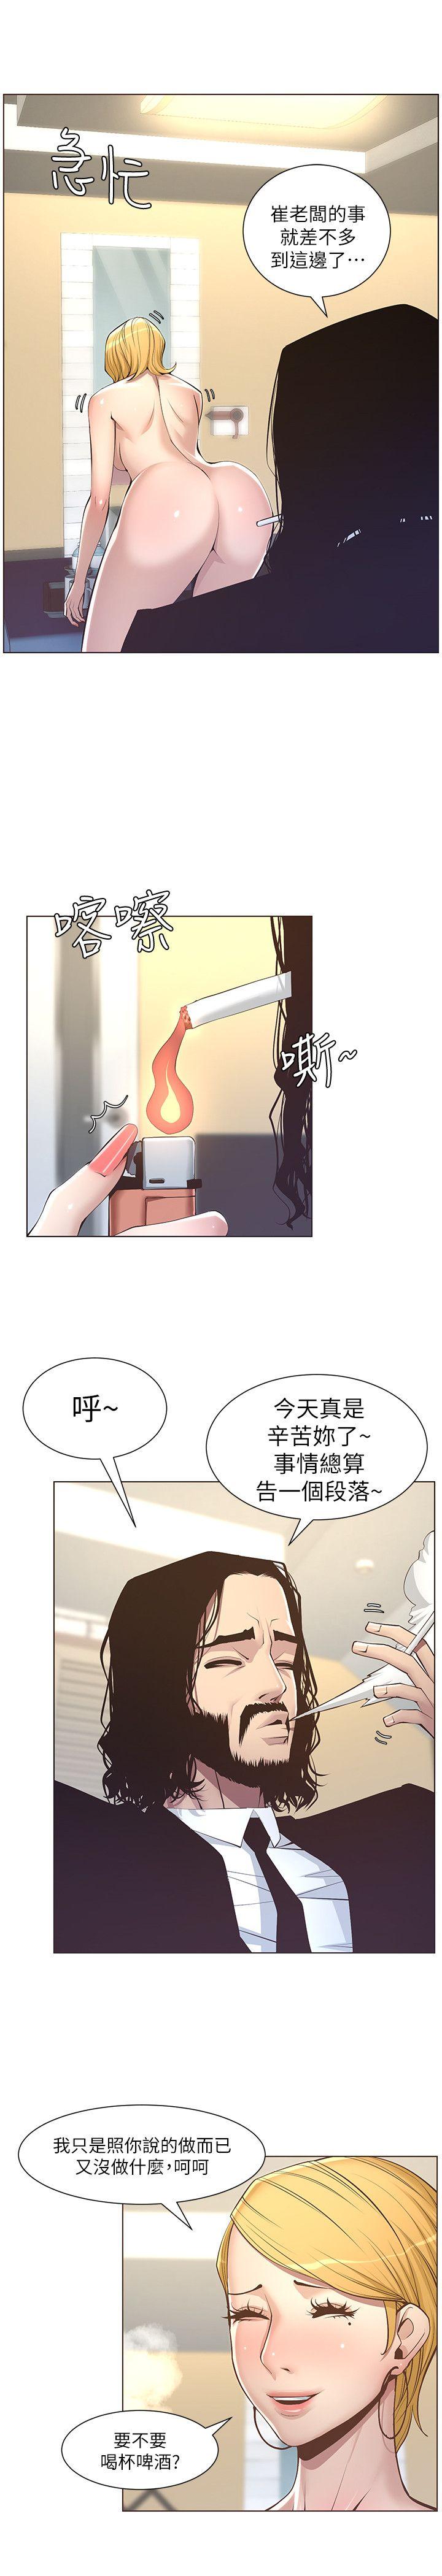 急忙
崔老闆的事
就差不多
到這邊了…
喀嚓
嘶~
呼~
今天真是
辛苦妳了~
事情總算
告一個段落~
我只是照你說的做而已
又沒做什麼，呵呵
要不要
喝杯啤酒?